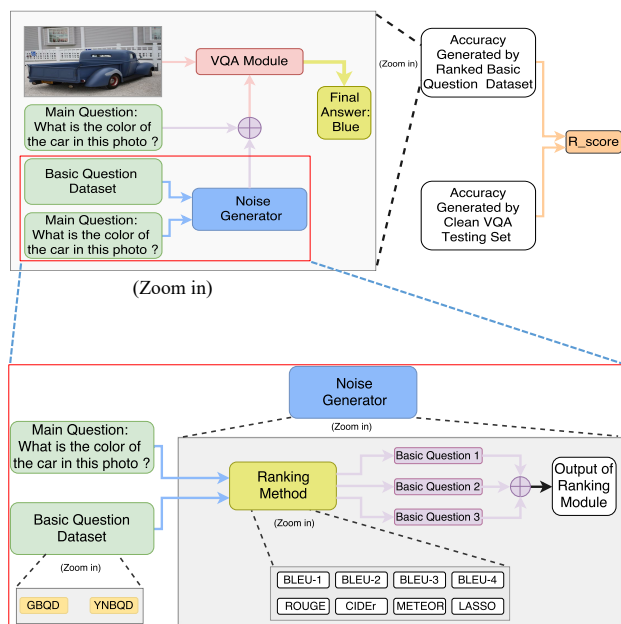 VQA Module
(Zoom in)
Accuracy
Generated by
Ranked Basic
Question Dataset
Final
Answer:
Blue
Main Question:
What is the color of
the car in this photo ?
R_score
Basic Question
Dataset
Noise
Generator
Main Question:
What is the color of
the car in this photo ?
Accuracy
Generated by
Clean VQA
Testing Set
(Zoom in)
Noise
Generator
(Zoom in)
Main Question:
What is the color of
the car in this photo ?
Ranking
Method
(Zoom in)
Basic Question 1
Basic Question 2
Basic Question 3
Output of
Ranking
Module
Basic Question
Dataset
(Zoom in)
GBQD
YNBQD
BLEU-1
BLEU-2
BLEU-3
BLEU-4
ROUGE
CIDEr
METEOR
LASSO